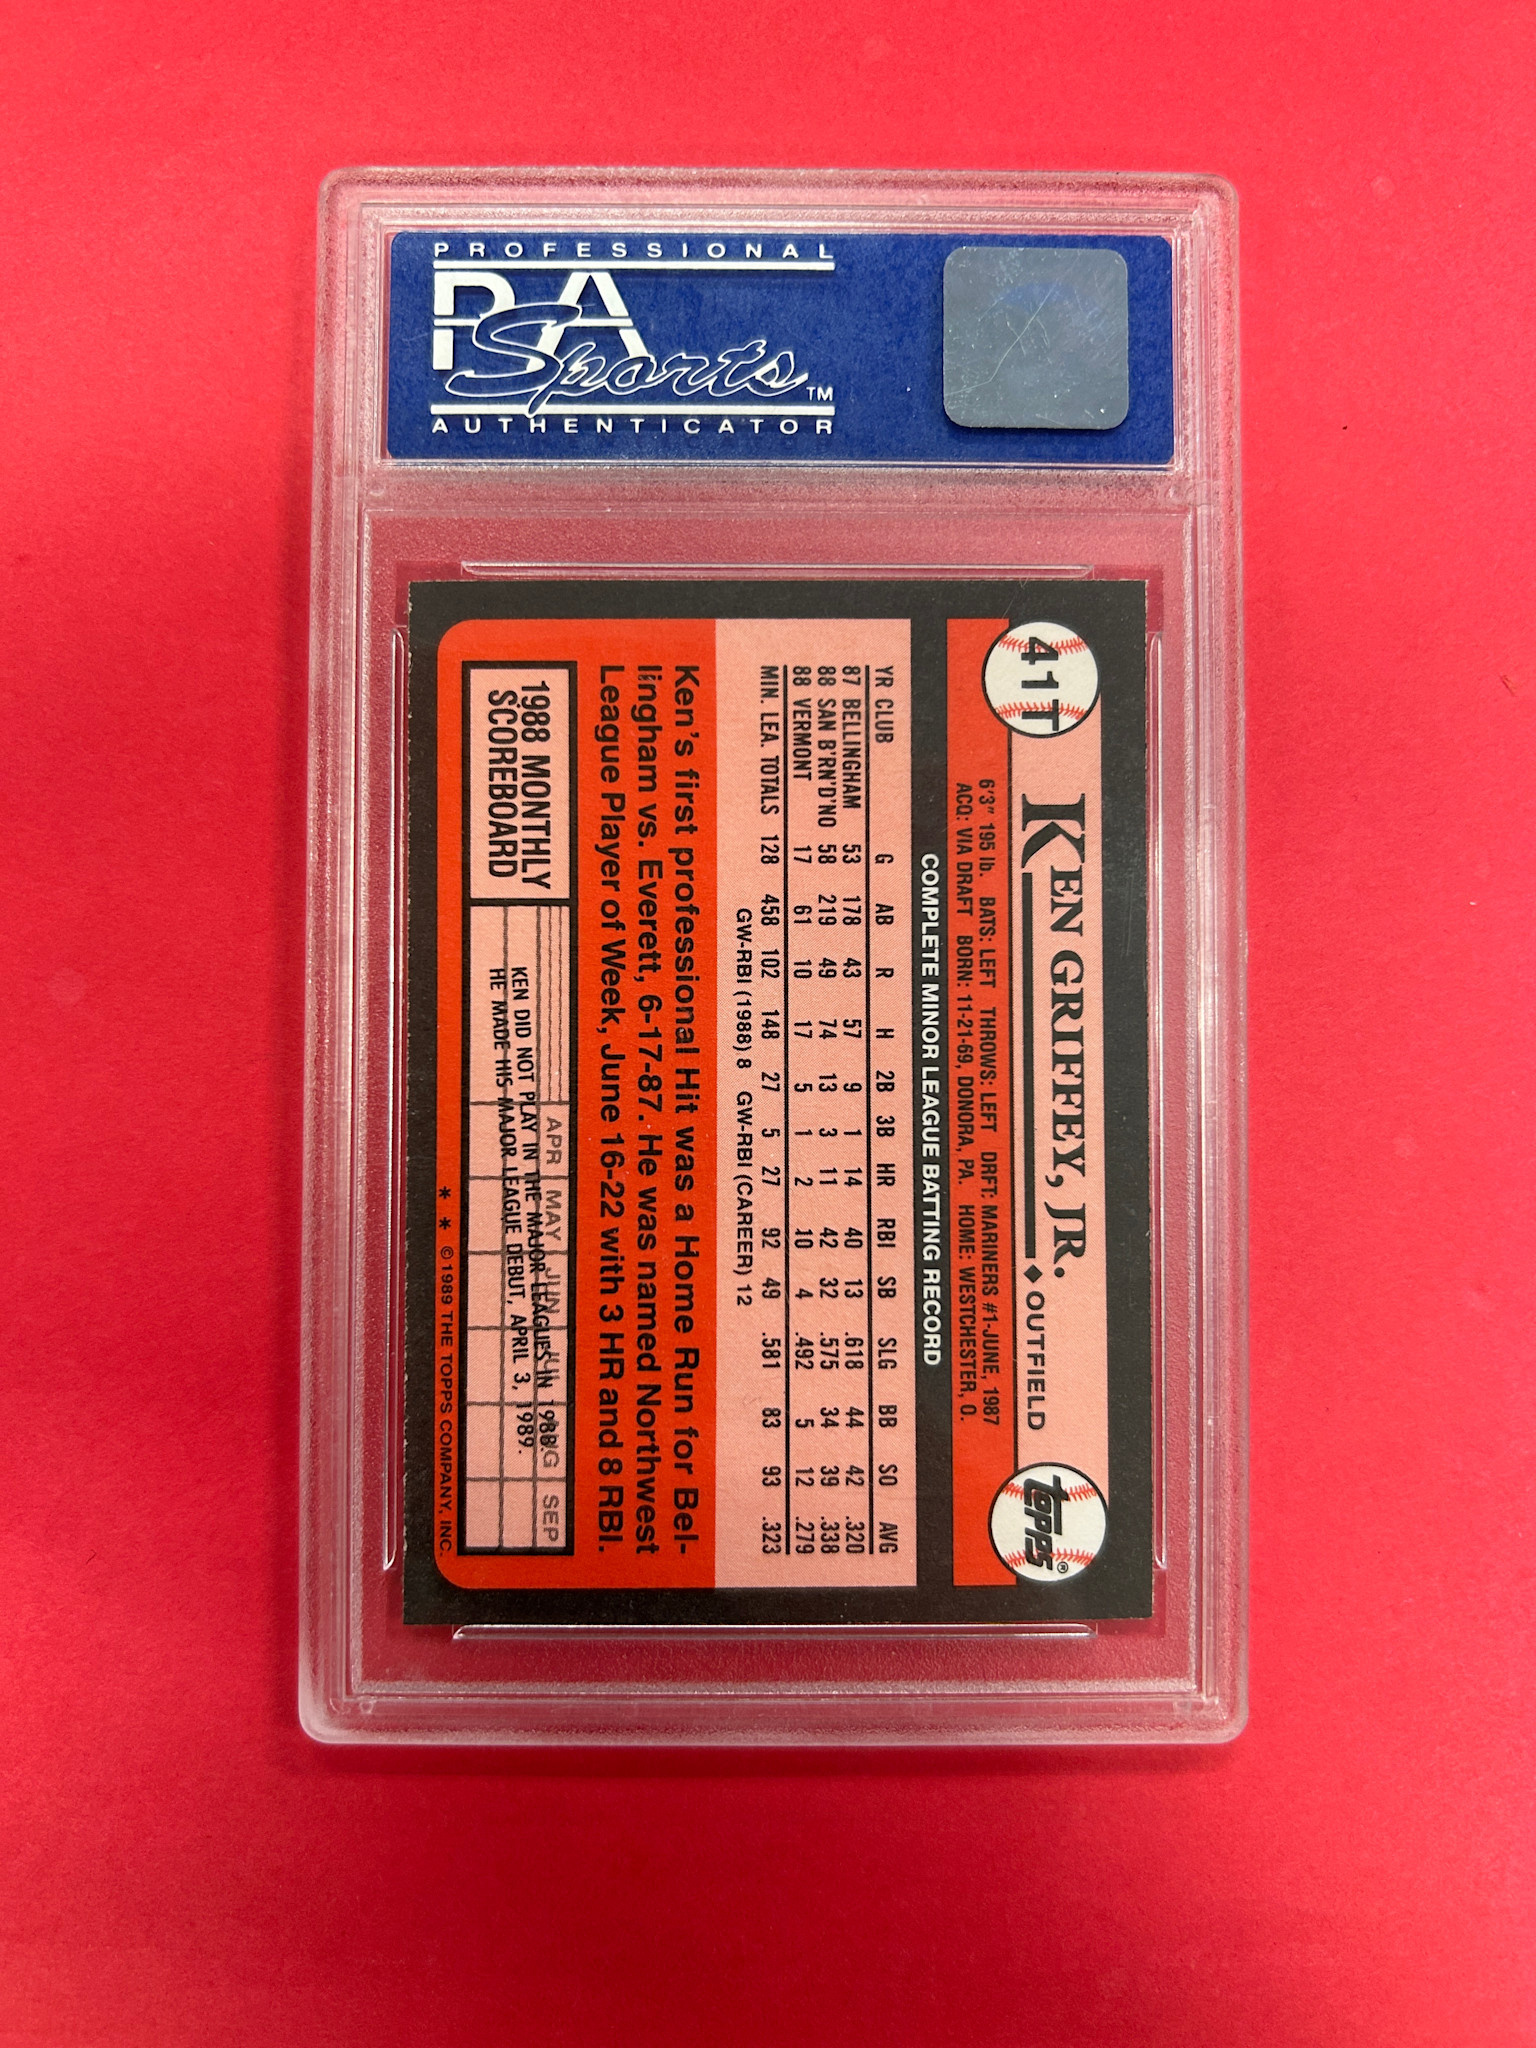 PROFESSIONAL
PA
Sports™
AUTHENTICATOR
41T
KEN GRIFFEY, JR. ◆ OUTFIELD
TOPPS®
6'3" 195 lb. BATS: LEFT THROWS: LEFT DRFT: MARINERS #1-JUNE, 1987
ACQ: VIA DRAFT BORN: 11-21-69, DONORA, PA. HOME: WESTCHESTER, O.
COMPLETE MINOR LEAGUE BATTING RECORD
YR CLUB G AB R H 2B 3B HR RBI SB SLG BB SO AVG
87 BELLINGHAM 53 178 43 57 9 1 14 40 13 .618 44 42 .320
88 SAN B'RN'D'NO 58 219 49 74 13 3 11 42 32 .575 34 39 .338
88 VERMONT 17 61 10 17 5 1 2 10 4 .492 5 12 .279
MIN. LEA. TOTALS 128 458 102 148 27 5 27 92 49 .581 83 93 .323
GW-RBI (1988) 8 GW-RBI (CAREER) 12
Ken's first professional Hit was a Home Run for Bel-
lingham vs. Everett, 6-17-87. He was named Northwest
League Player of Week, June 16-22 with 3 HR and 8 RBI.
1988 MONTHLY
SCOREBOARD
APR MAY JUN JUL AUG SEP
KEN DID NOT PLAY IN THE MAJOR LEAGUES IN 1988.
HE MADE HIS MAJOR LEAGUE DEBUT, APRIL 3, 1989.
* * ©1989 THE TOPPS COMPANY, INC.